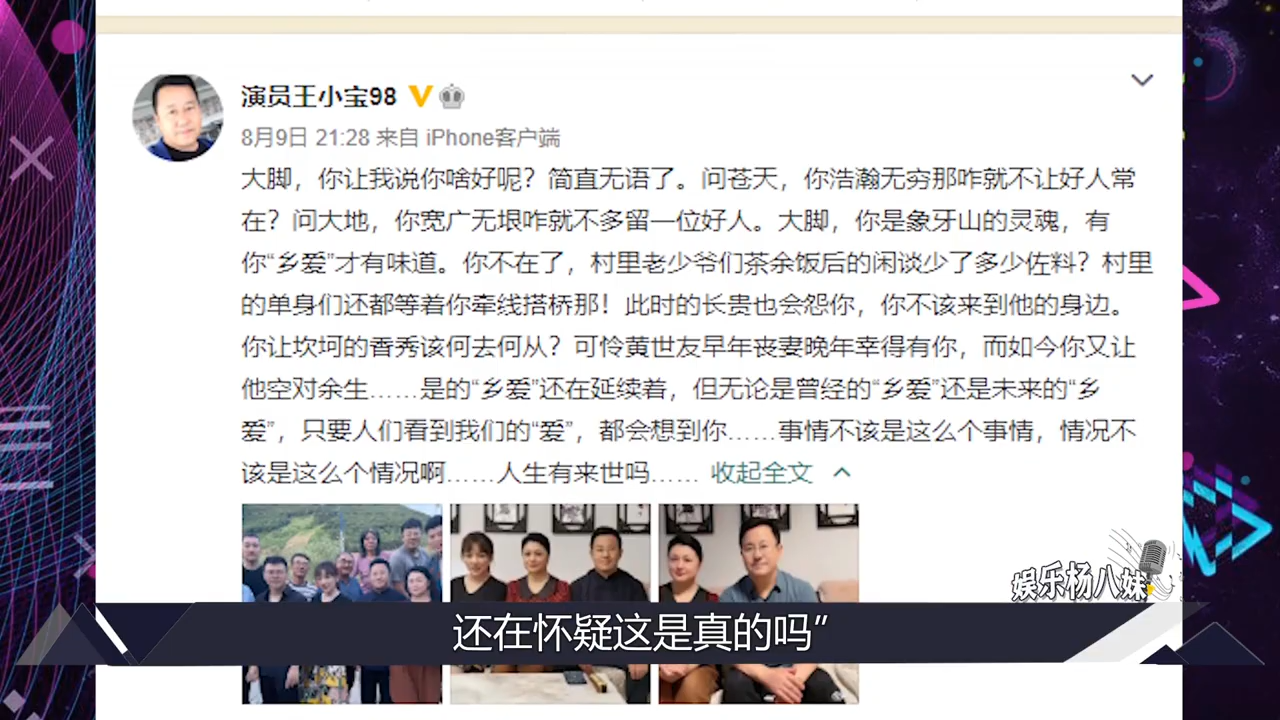 演员王小宝98
8月9日 21:28 来自 iPhone客户端
大脚，你让我说你啥好呢？简直无语了。问苍天，你浩瀚无穷那咋就不让好人常
在？问大地，你宽广无垠咋就不多留一位好人。大脚，你是象牙山的灵魂，有
你“乡爱”才有味道。你不在了，村里老少爷们茶余饭后的闲谈少了多少佐料？村里
的单身们还都等着你牵线搭桥那！此时的长贵也会怨你，你不该来到他的身边。
你让坎坷的香秀该何去何从？可怜黄世友早年丧妻晚年幸得有你，而如今你又让
他空对余生……是的“乡爱”还在延续着，但无论是曾经的“乡爱”还是未来的“乡
爱”，只要人们看到我们的“爱”，都会想到你……事情不该是这么个事情，情况不
该是这么个情况啊……人生有来世吗…… 收起全文
娱乐杨八妹
还在怀疑这是真的吗”